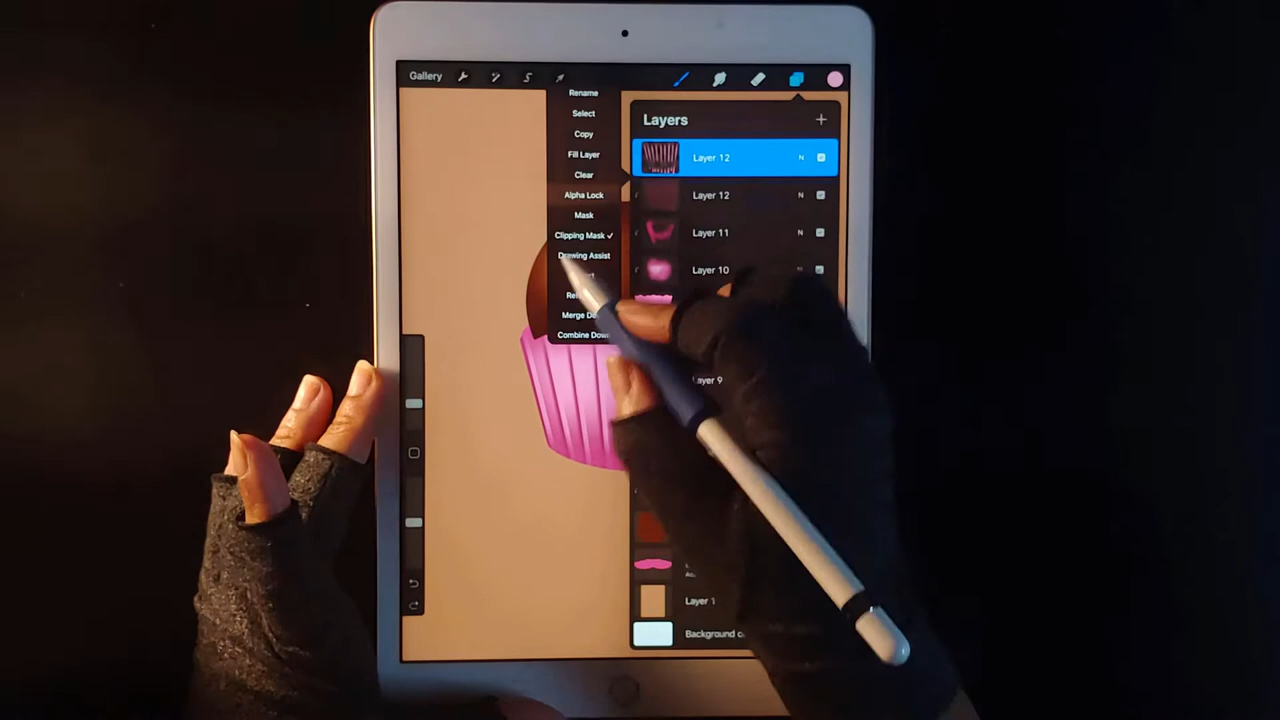 Gallery
Rename
Select
Copy
Fill Layer
Clear
Alpha Lock
Mask
Clipping Mask
Drawing Assist
Combine
Layers
Layer 12
N
Layer 12
N
Layer 11
N
Layer 10
Layer 1
Background